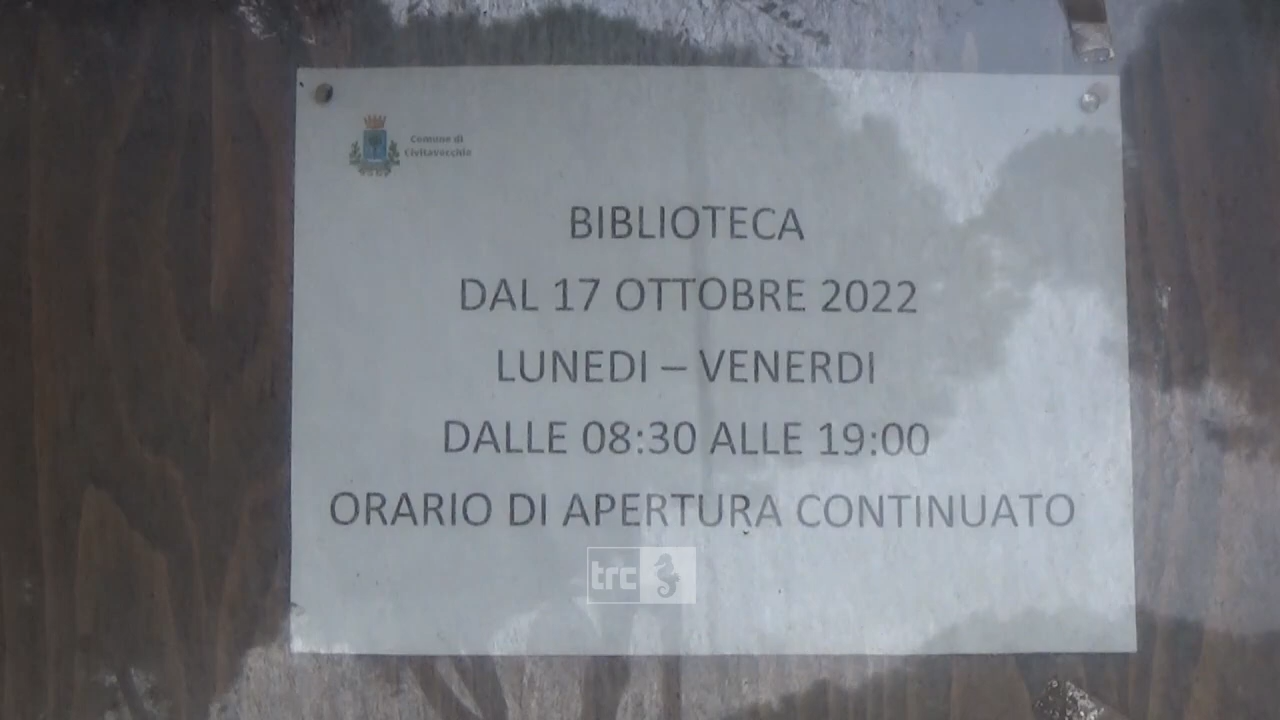 Comune di
Civitavecchia
BIBLIOTECA
DAL 17 OTTOBRE 2022
LUNEDI – VENERDI
DALLE 08:30 ALLE 19:00
ORARIO DI APERTURA CONTINUATO
trc